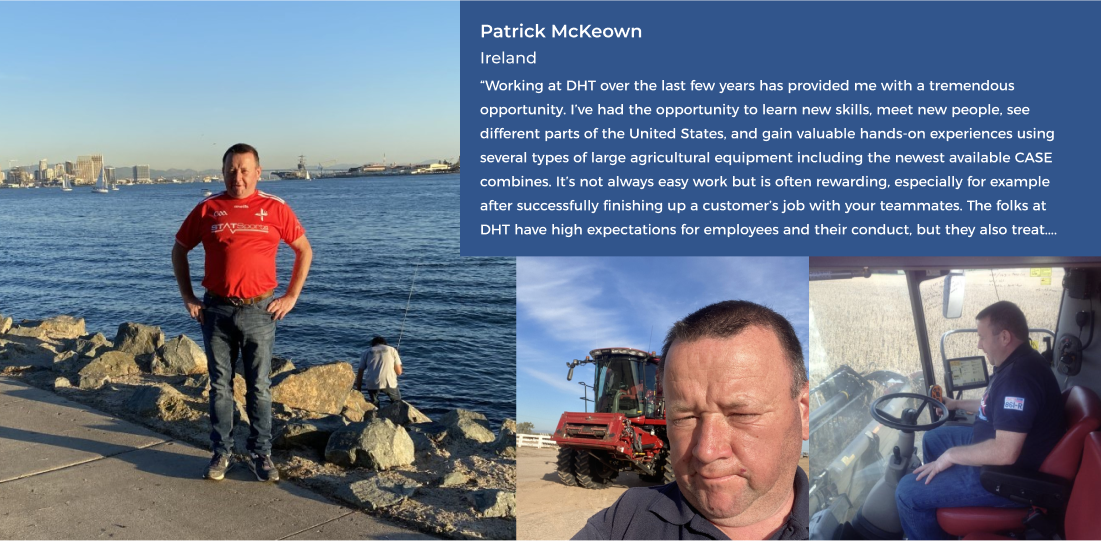 Patrick McKeown
Ireland
“Working at DHT over the last few years has provided me with a tremendous
opportunity. I’ve had the opportunity to learn new skills, meet new people, see
different parts of the United States, and gain valuable hands-on experiences using
several types of large agricultural equipment including the newest available CASE
combines. It’s not always easy work but is often rewarding, especially for example
after successfully finishing up a customer’s job with your teammates. The folks at
DHT have high expectations for employees and their conduct, but they also treat....
STATSports